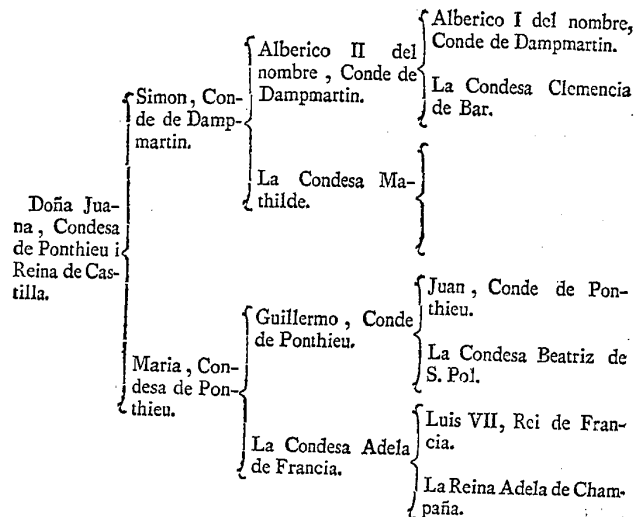 Doña Jua-
na , Condesa
de Ponthieu i
Reina de Cas-
tilla.
Simon , Con-
de de Damp-
martin.
Maria , Con-
desa de Pon-
thieu.
Alberico II del
nombre , Conde de
Dampmartin.
La Condesa Ma-
thilde.
Guillermo , Conde
de Ponthieu.
La Condesa Adela
de Francia.
Alberico I del nombre,
Conde de Dampmartin.
La Condesa Clemencia
de Bar.
Juan , Conde de Pon-
thieu.
La Condesa Beatriz de
S. Pol.
Luis VII, Rei de Fran-
cia.
La Reina Adela de Cham-
paña.